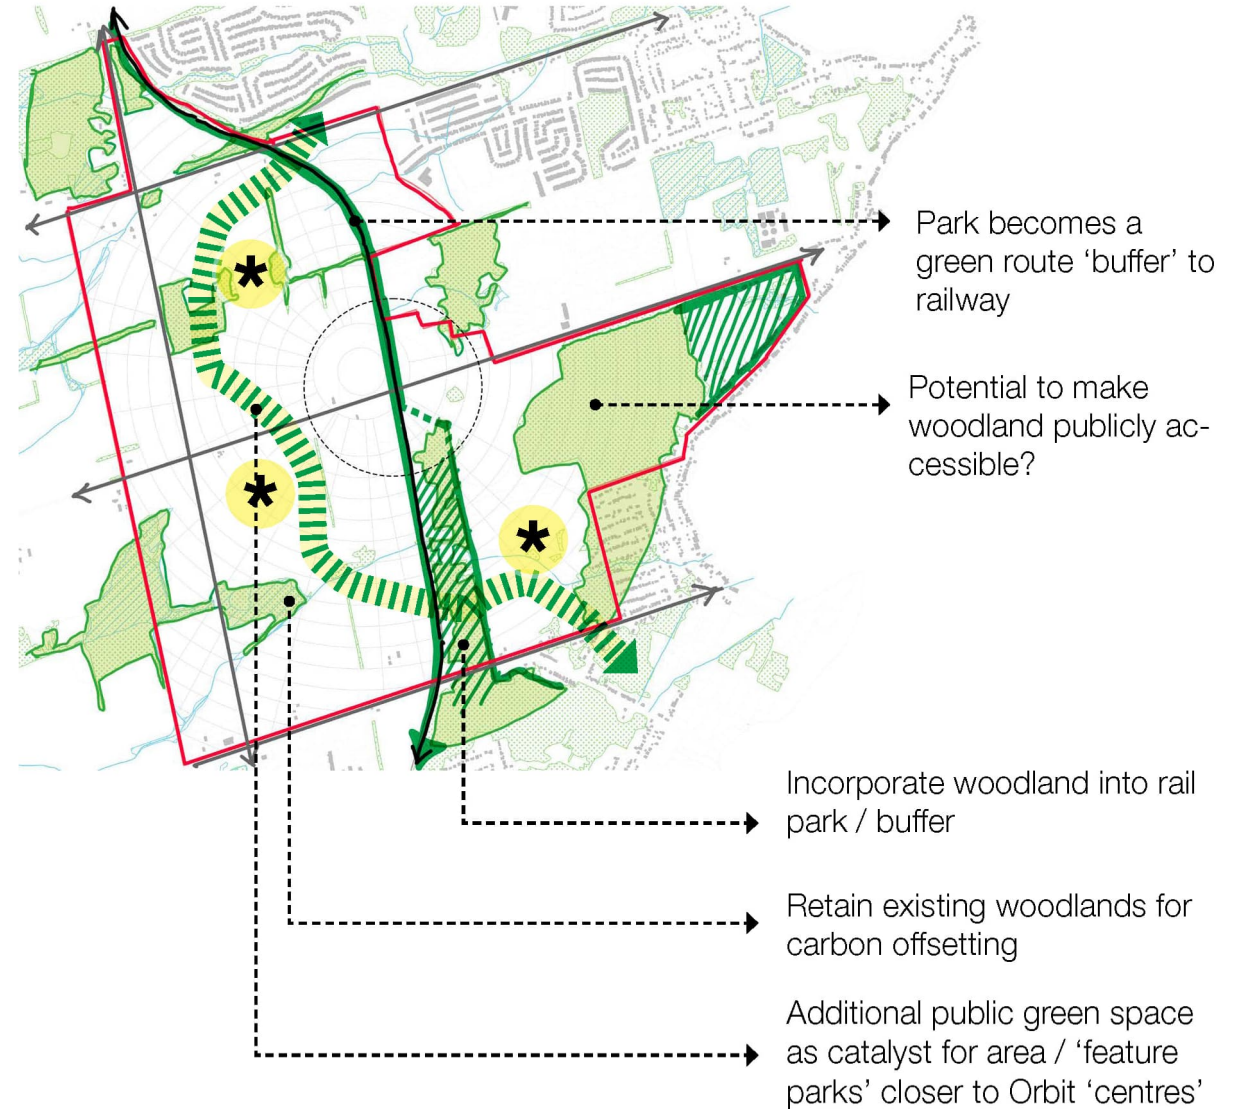 Park becomes a
green route ‘buffer’ to
railway
Potential to make
woodland publicly ac-
cessible?
Incorporate woodland into rail
park / buffer
Retain existing woodlands for
carbon offsetting
Additional public green space
as catalyst for area / ‘feature
parks’ closer to Orbit ‘centres’